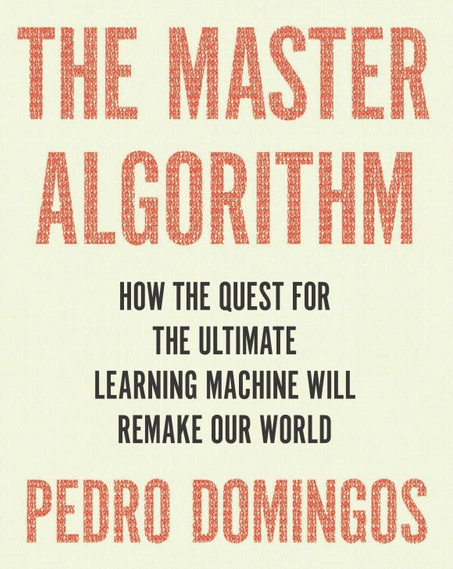 THE MASTER
ALGORITHM
HOW THE QUEST FOR
THE ULTIMATE
LEARNING MACHINE WILL
REMAKE OUR WORLD
PEDRO DOMINGOS